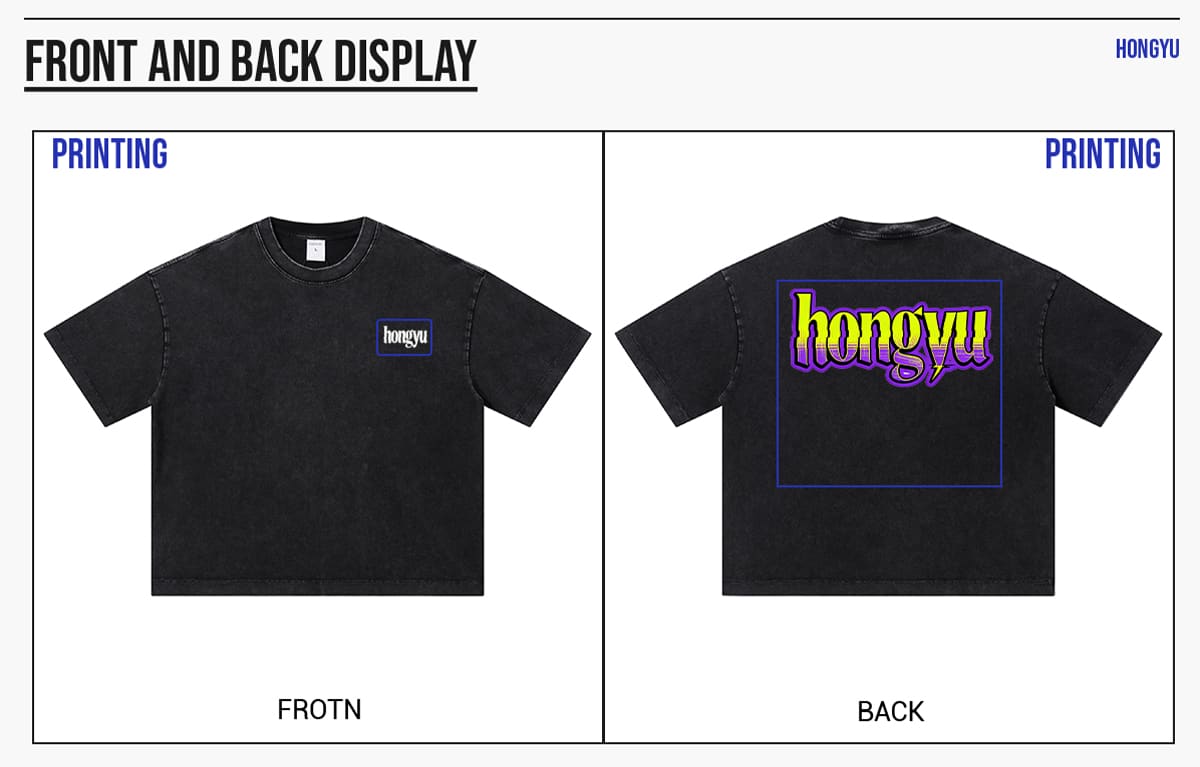 FRONT AND BACK DISPLAY
HONGYU
PRINTING
PRINTING
hongyu
hongyu
FROTN
BACK